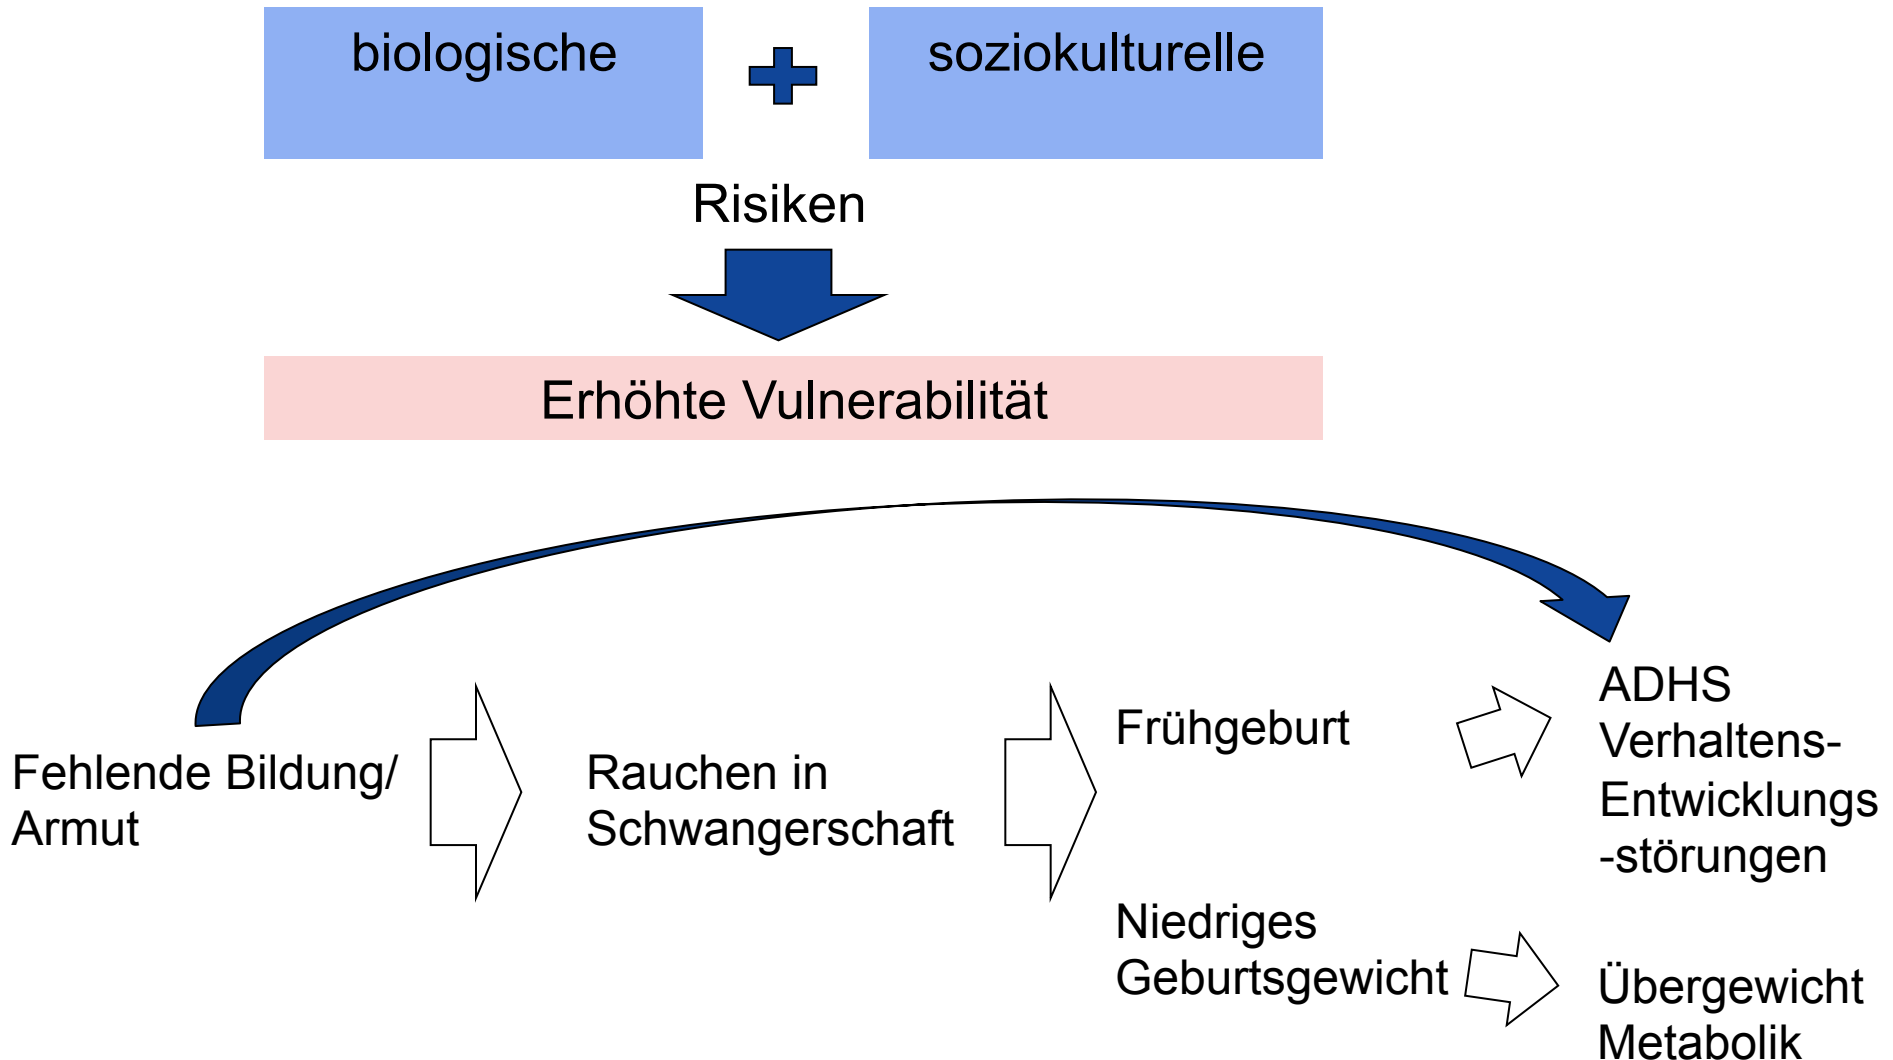 biologische
soziokulturelle
Risiken
Erhöhte Vulnerabilität
Fehlende Bildung/
Armut
Rauchen in
Schwangerschaft
Frühgeburt
Niedriges
Geburtsgewicht
ADHS
Verhaltens-
Entwicklungs
-störungen
Übergewicht
Metabolik